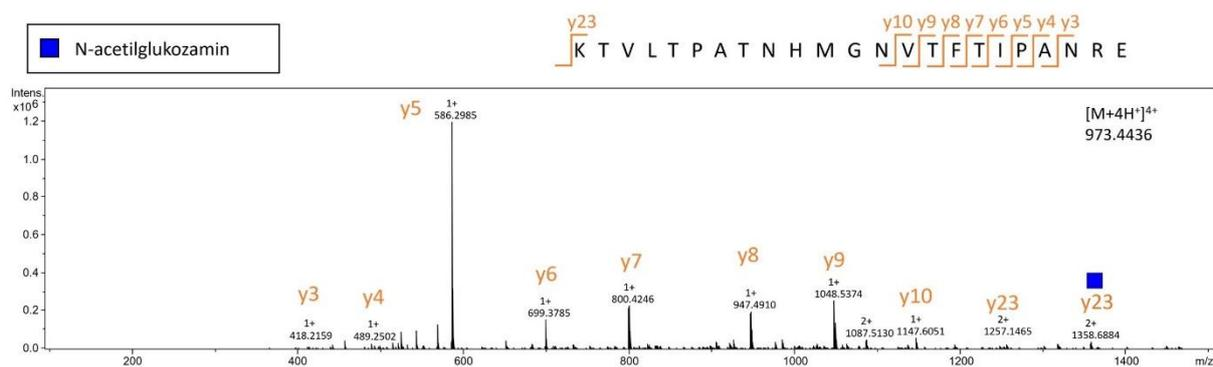 N-acetilglukozamin
y23 y10 y9 y8 y7 y6 y5 y4 y3
K T V L T P A T N H M G N V T F T I P A N R E
Intens.
x10⁶
[M+4H⁺]⁴⁺
973.4436
1.2
1.0
0.8
0.6
0.4
0.2
0.0
y5
1+
586.2985
y3
1+
418.2159
y4
1+
489.2502
y6
1+
699.3785
y7
1+
800.4246
y8
1+
947.4910
y9
1+
1048.5374
2+
1087.5130
y10
1+
1147.6051
y23
2+
1257.1465
y23
2+
1358.6884
200 400 600 800 1000 1200 1400 m/z